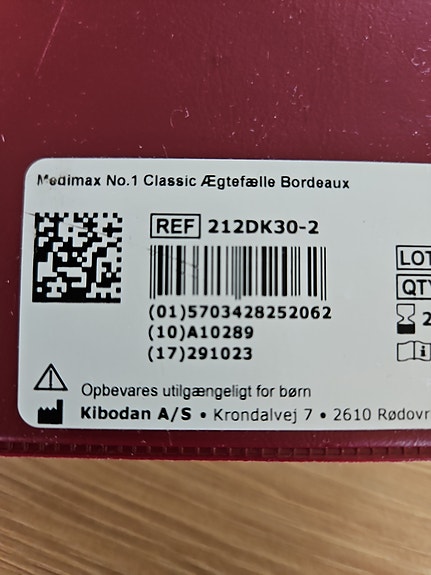 Medimax No.1 Classic Ægtefælle Bordeaux
REF 212DK30-2
LOT
QTY
(01)5703428252062
2
(10)A10289
(17)291023
Opbevares utilgængeligt for børn
Kibodan A/S • Krondalvej 7 • 2610 Rødovr